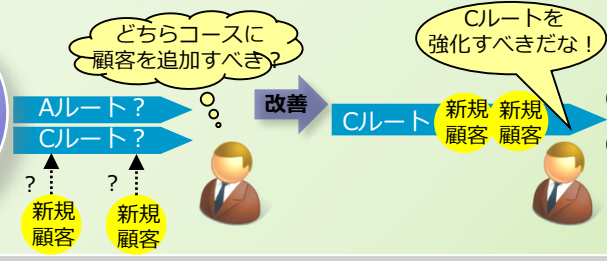 どちらコースに
顧客を追加すべき？
Aルート？
Cルート？
？
？
新規
顧客
新規
顧客
改善
Cルートを
強化すべきだな！
Cルート
新規
顧客
新規
顧客